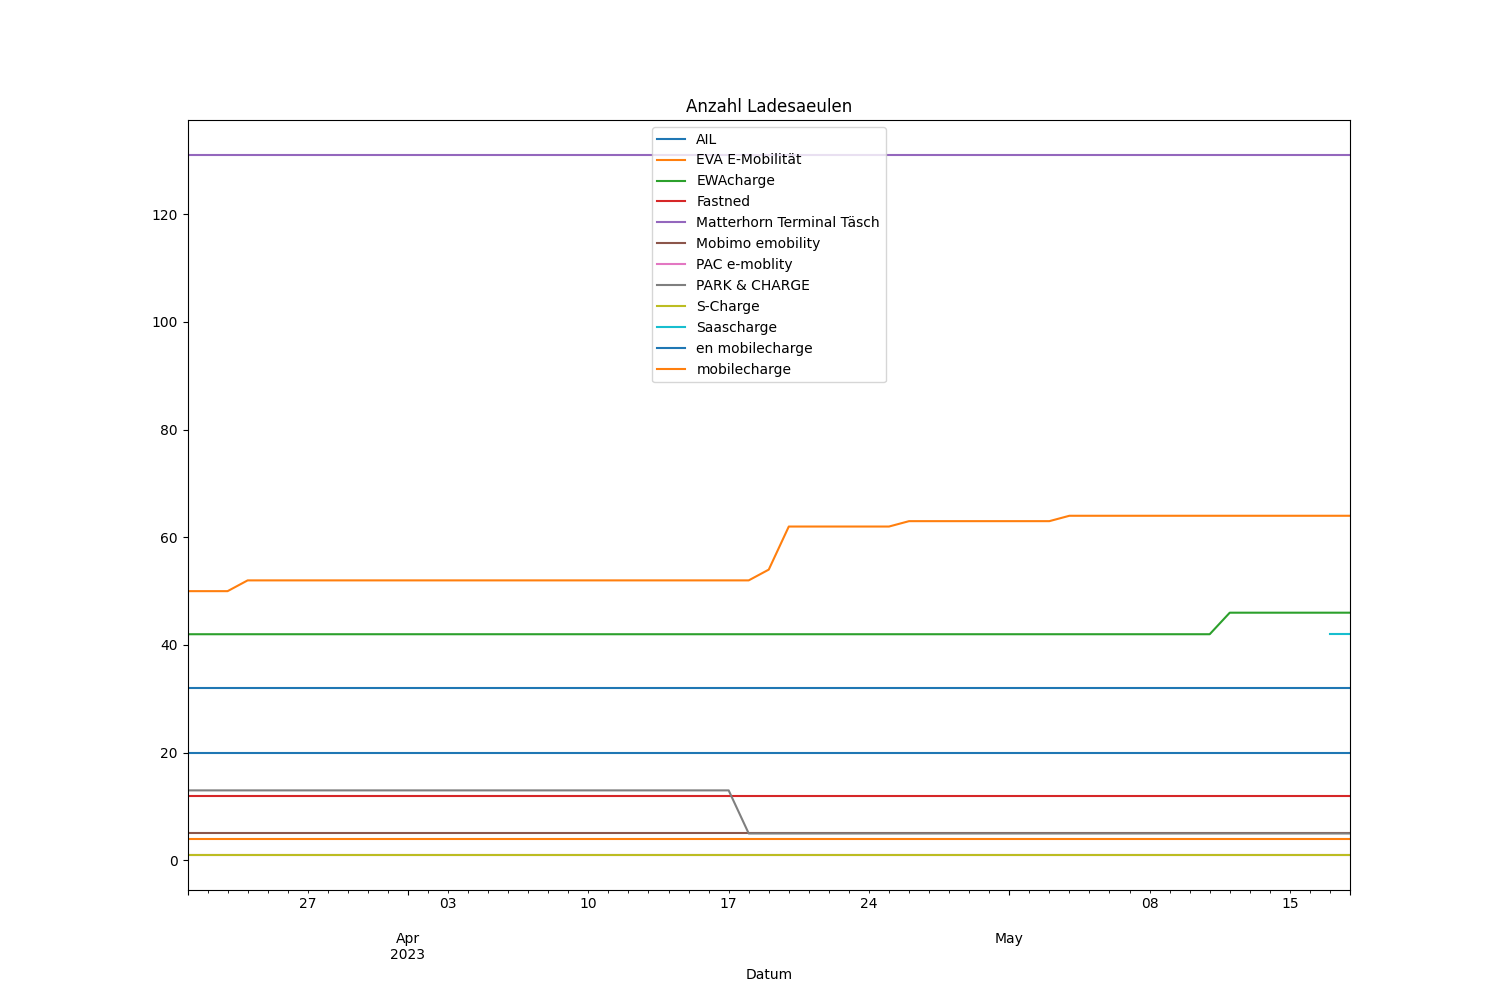 Anzahl Ladesaeulen
AIL
EVA E-Mobilität
EWAcharge
Fastned
Matterhorn Terminal Täsch
Mobimo emobility
PAC e-moblity
PARK & CHARGE
S-Charge
Saascharge
en mobilecharge
mobilecharge
120
100
80
60
40
20
0
27 03 10 17 24 08 15
Apr May
2023
Datum